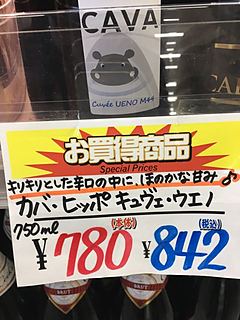 CAVA
Cuvée UENO M44
お買得商品
Special Prices
キリキリとした辛口の中に、ほのかな甘み♪
カバ・ヒッポ キュヴェ・ウエノ
750ml
(本体) (税込)
¥780 ¥842
BRUT